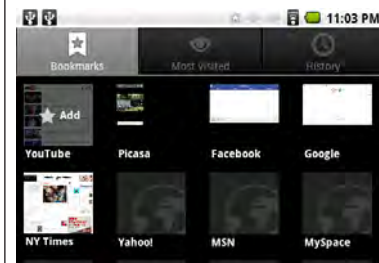 11:03 PM
Bookmarks Most Visited History
Add
YouTube Picasa Facebook Google
NY Times Yahoo! MSN MySpace